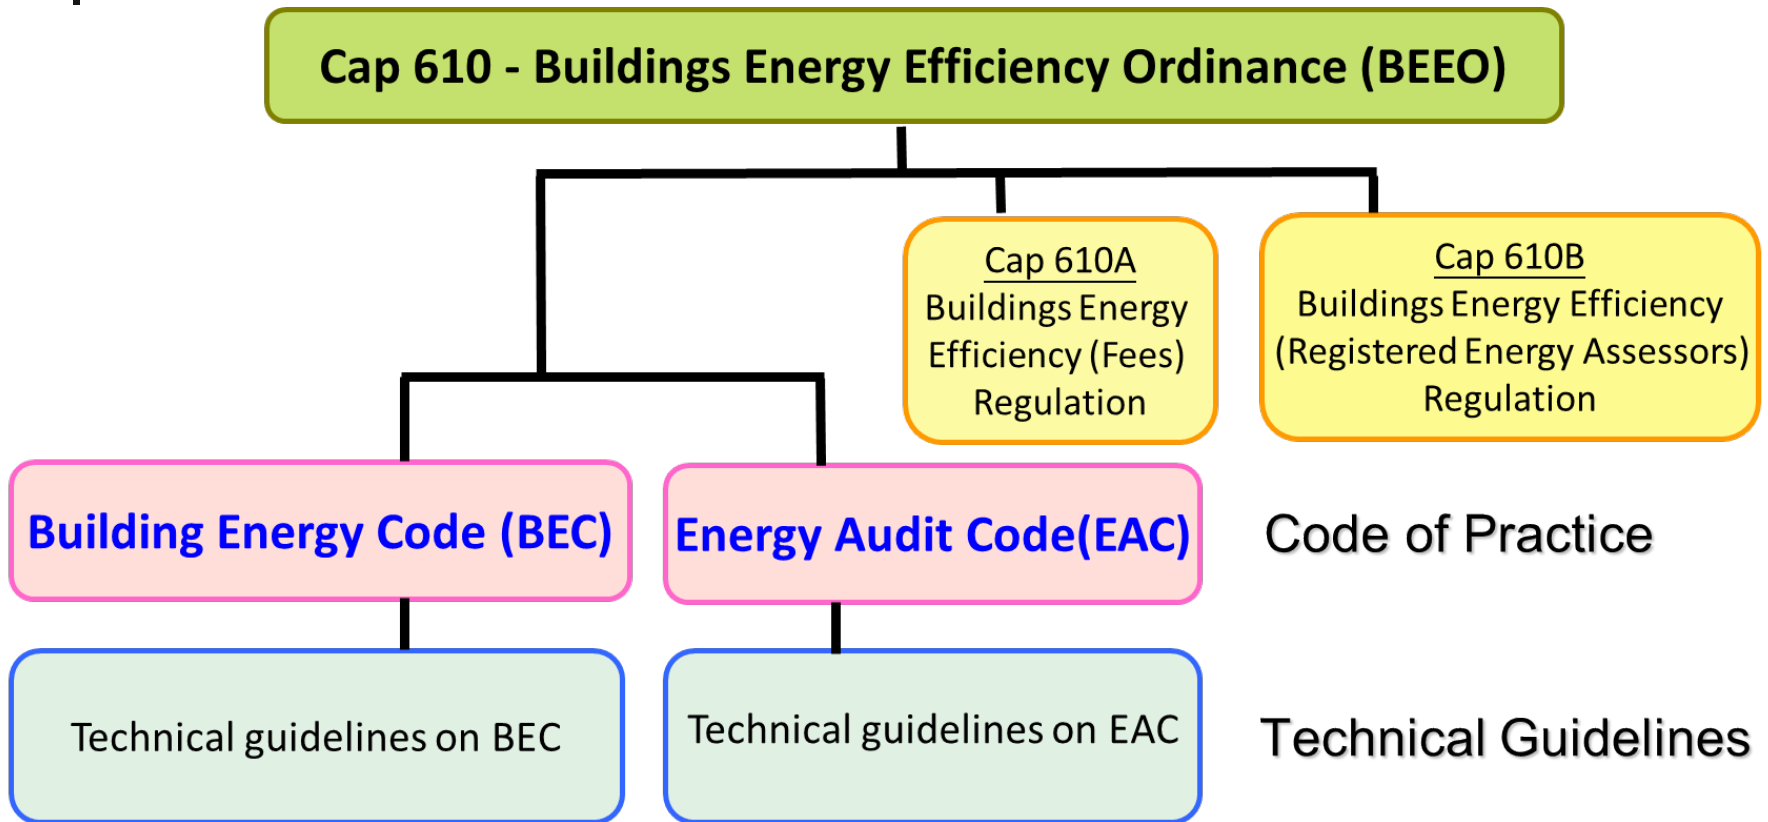 Cap 610 - Buildings Energy Efficiency Ordinance (BEEO)
Cap 610A
Buildings Energy
Efficiency (Fees)
Regulation
Cap 610B
Buildings Energy Efficiency
(Registered Energy Assessors)
Regulation
Building Energy Code (BEC)
Energy Audit Code(EAC)
Code of Practice
Technical guidelines on BEC
Technical guidelines on EAC
Technical Guidelines